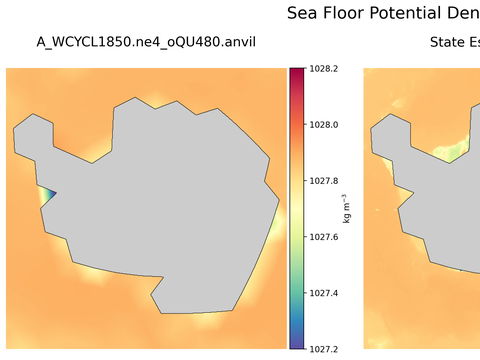 Sea Floor Potential Den
A_WCYCL1850.ne4_oQU480.anvil
State Es
1028.2
1028.0
1027.8
1027.6
1027.4
1027.2
kg m⁻³